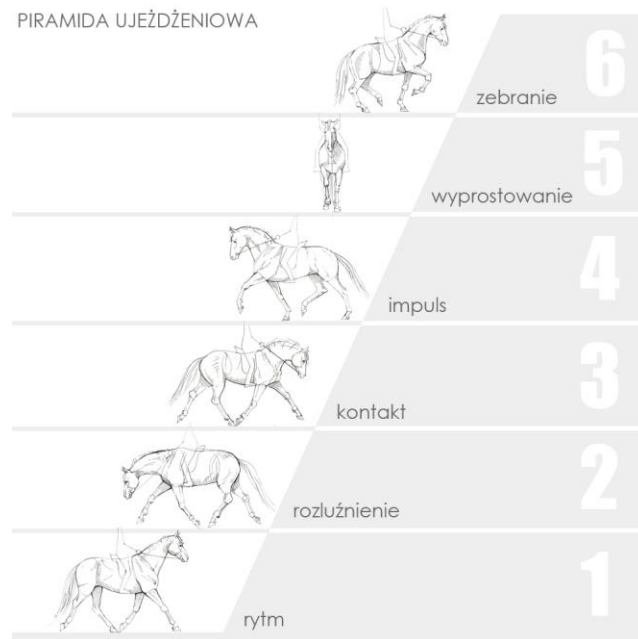 PIRAMIDA UJEŻDŻENIOWA
6
zebranie
5
wyprostowanie
4
impuls
3
kontakt
2
rozluźnienie
1
rytm